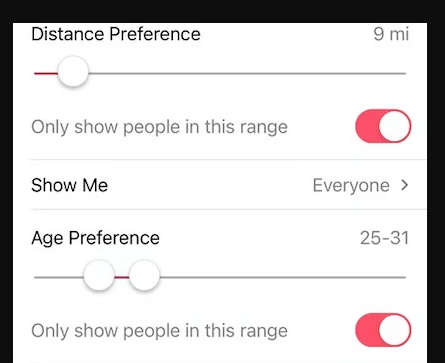 Distance Preference 9 mi
Only show people in this range
Show Me Everyone >
Age Preference 25-31
Only show people in this range